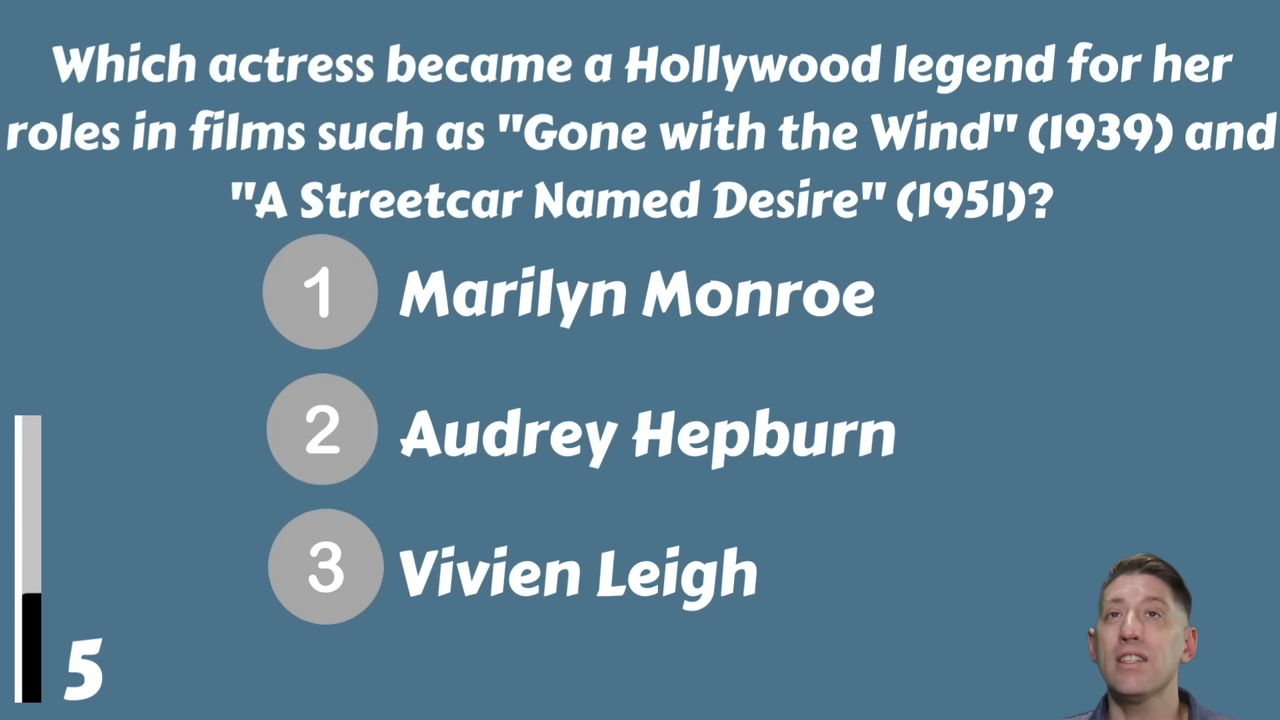 Which actress became a Hollywood legend for her
roles in films such as "Gone with the Wind" (1939) and
"A Streetcar Named Desire" (1951)?
1 Marilyn Monroe
2 Audrey Hepburn
3 Vivien Leigh
5